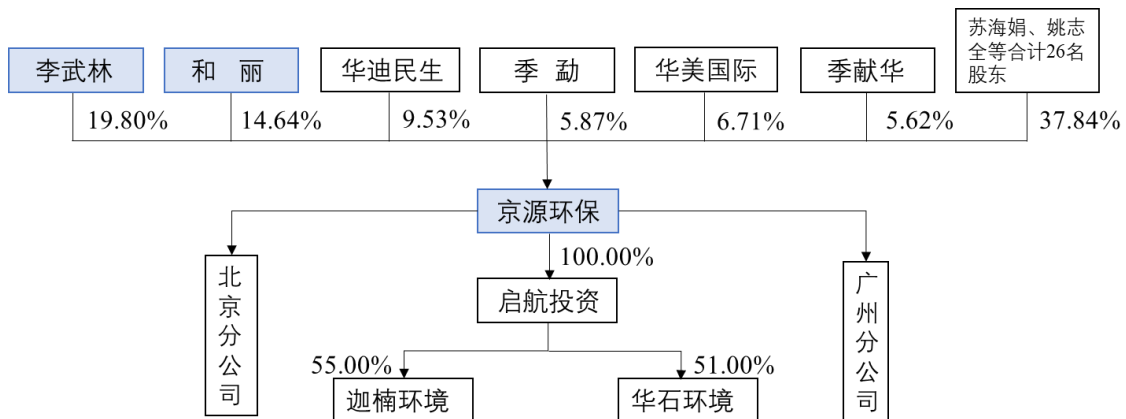 苏海娟、姚志
全等合计26名
股东
李武林
和 丽
华迪民生
季 勐
华美国际
季献华
19.80%
14.64%
9.53%
5.87%
6.71%
5.62%
37.84%
京源环保
100.00%
北京分公司
启航投资
广州分公司
55.00%
51.00%
迦楠环境
华石环境